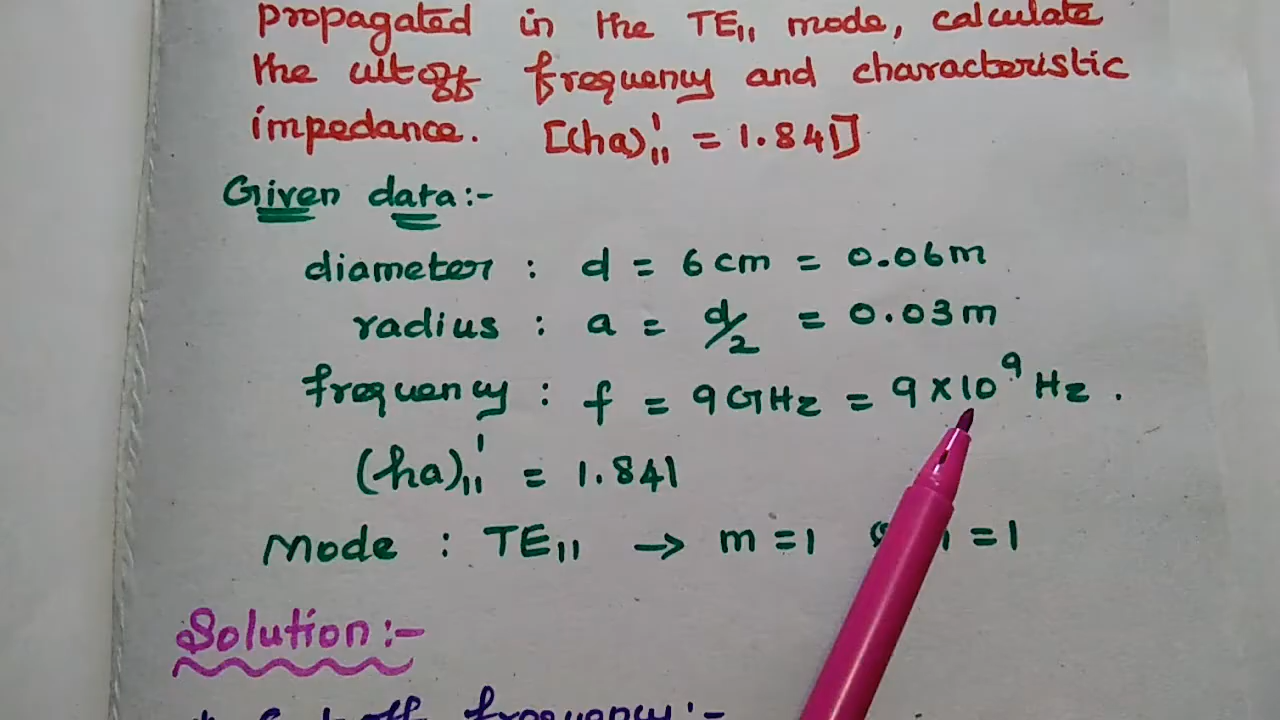 propagated in the TE₁₁ mode, calculate
the cutoff frequency and characteristic
impedance. [(ha)₁₁' = 1.841]
Given data:-
diameter : d = 6cm = 0.06m
radius : a = d/2 = 0.03m
frequency : f = 9GHz = 9×10⁹ Hz.
(ha)₁₁' = 1.841
Mode : TE₁₁ → m=1 =1
Solution:-
frequency:-